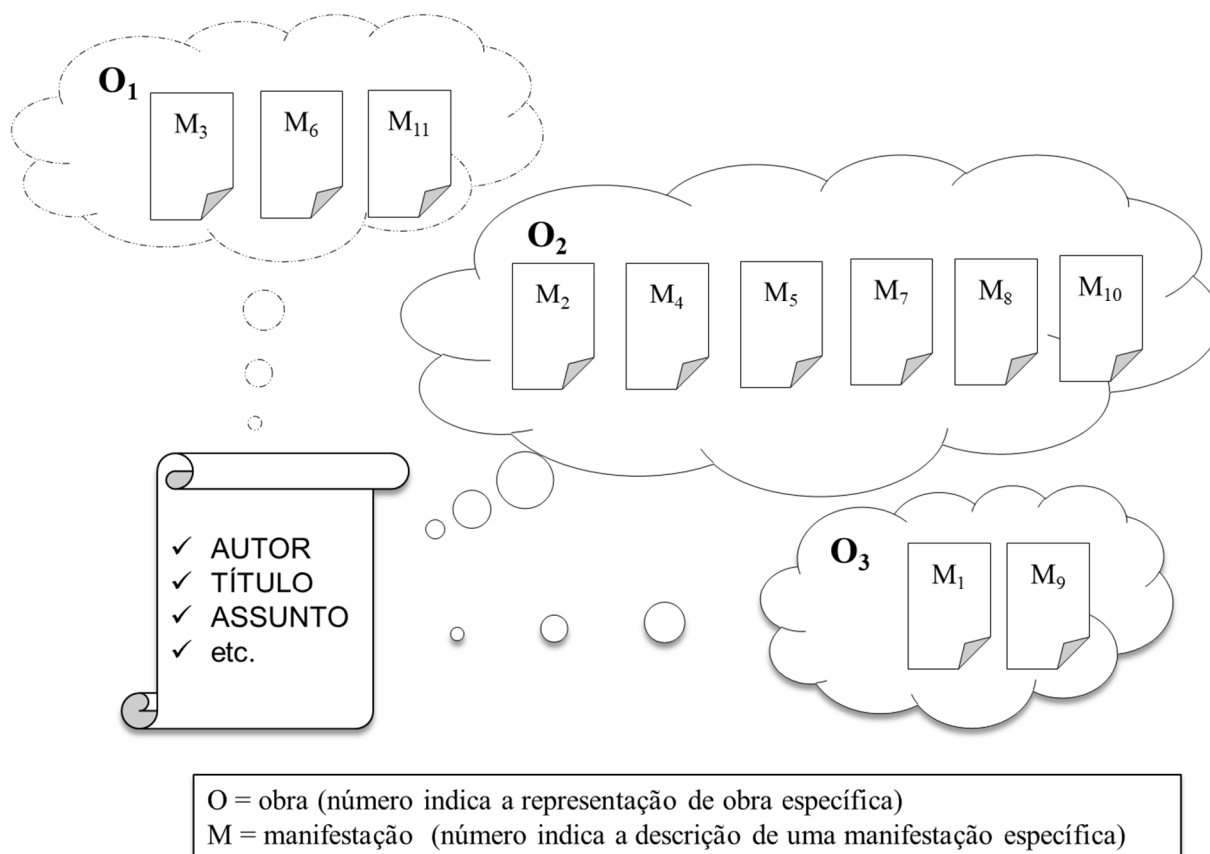 O₁
M₃ M₆ M₁₁
O₂
M₂ M₄ M₅ M₇ M₈ M₁₀
✓ AUTOR
✓ TÍTULO
✓ ASSUNTO
✓ etc.
O₃
M₁ M₉
O = obra (número indica a representação de obra específica)
M = manifestação (número indica a descrição de uma manifestação específica)